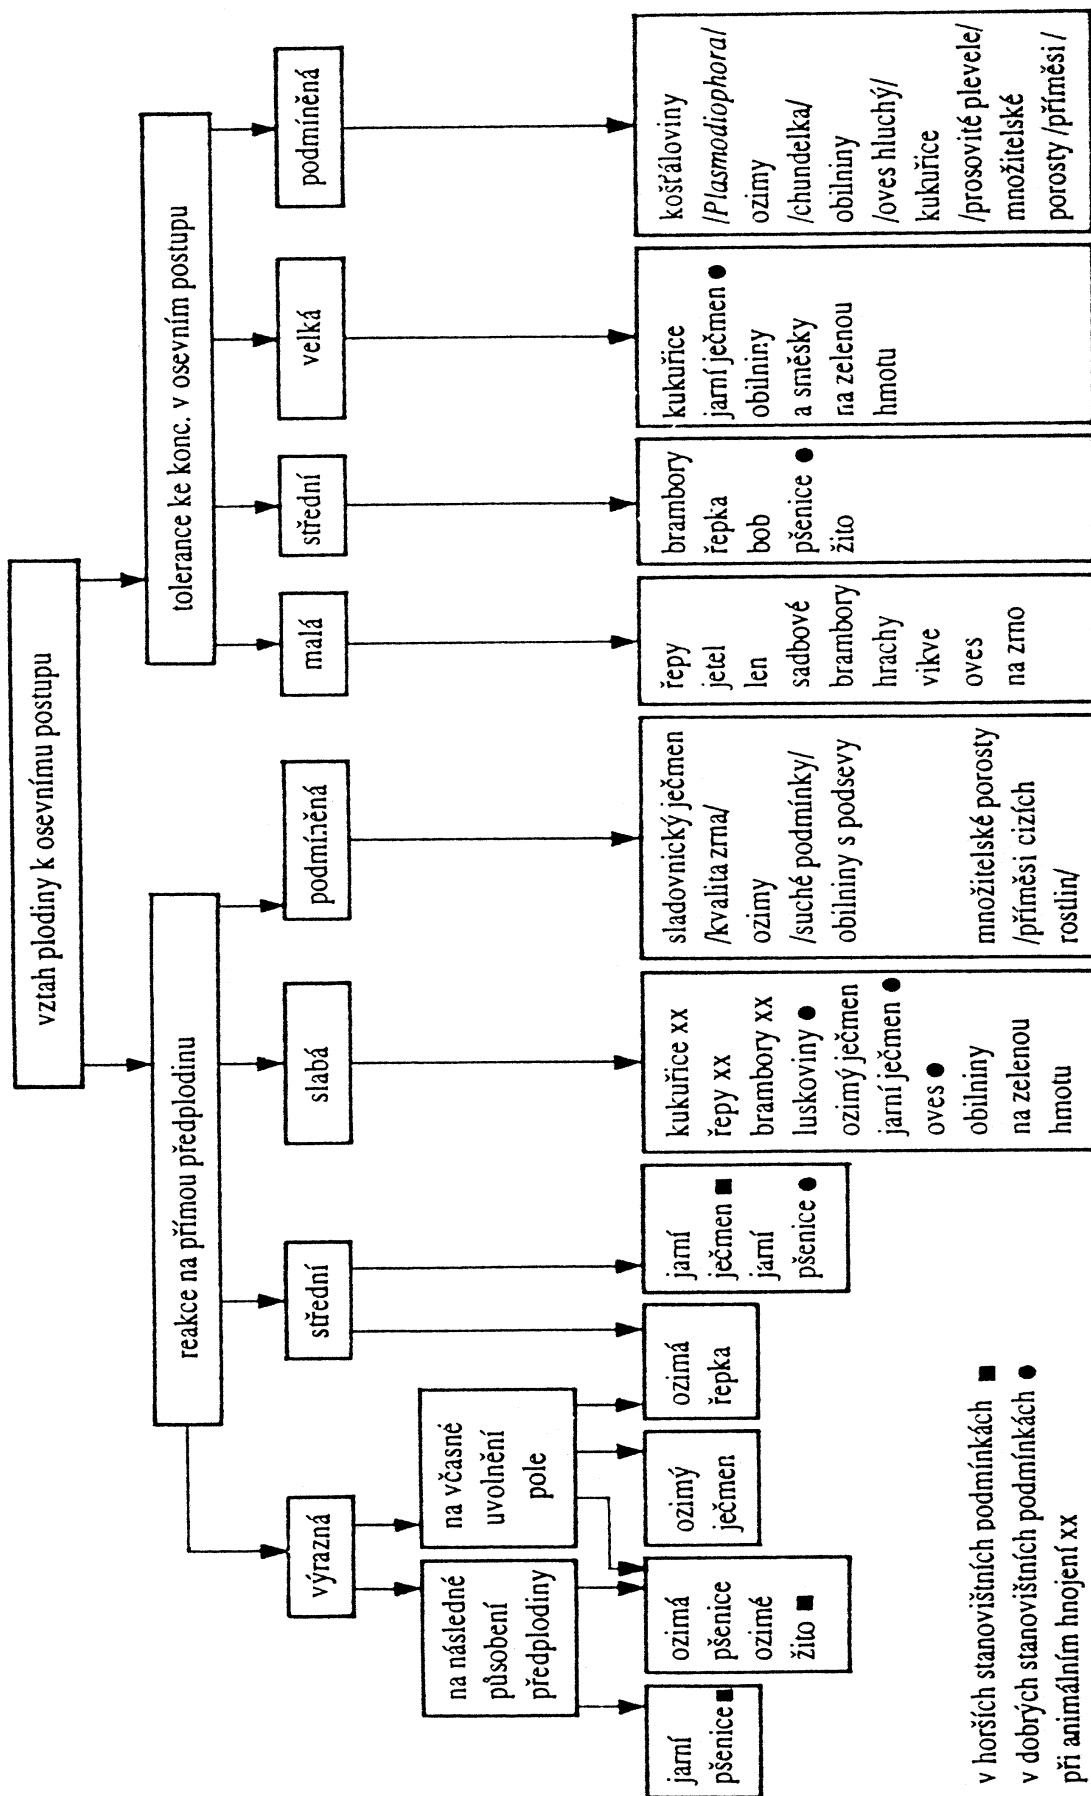 vztah plodiny k osevnímu postupu
reakce na přímou předplodinu
tolerance ke konc. v osevním postupu
výrazná
střední
slabá
podmíněná
malá
střední
velká
podmíněná
na následné
působení
předplodiny
na včasné
uvolnění
pole
jarní
pšenice ■
ozimá
pšenice
ozimé
žito ■
ozimý
ječmen
ozimá
řepka
jarní
ječmen ■
jarní
pšenice ●
kukuřice xx
řepy xx
brambory xx
luskoviny ●
ozimý ječmen
jarní ječmen ●
oves ●
obilniny
na zelenou
hmotu
sladovnický ječmen
/kvalita zrna/
ozimy
/suché podmínky/
obilniny s podsevy
množitelské porosty
/příměsi cizích
rostlin/
řepy
jetel
len
sadbové
brambory
hrachy
vikve
oves
na zrno
brambory
řepka
bob
pšenice ●
žito
kukuřice
jarní ječmen ●
obilniny
a směsky
na zelenou
hmotu
košťáloviny
/Plasmodiophora/
ozimy
/chundelka/
obilniny
/oves hluchý/
kukuřice
/prosovité plevele/
množitelské
porosty /příměsi /
v horších stanovištních podmínkách ■
v dobrých stanovištních podmínkách ●
při animálním hnojení xx